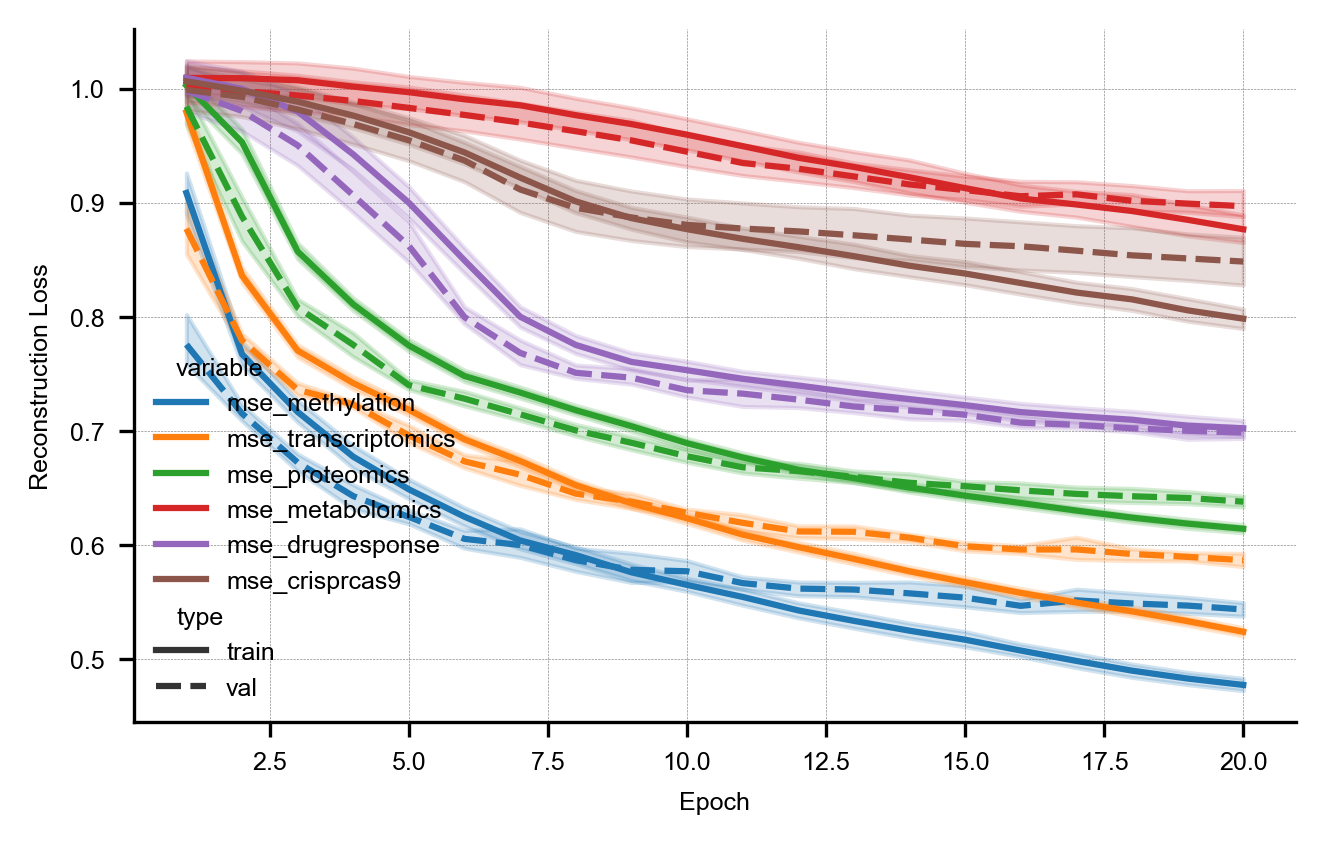 Reconstruction Loss
1.0
0.9
0.8
0.7
0.6
0.5
variable
mse_methylation
mse_transcriptomics
mse_proteomics
mse_metabolomics
mse_drugresponse
mse_crisprcas9
type
train
val
2.5 5.0 7.5 10.0 12.5 15.0 17.5 20.0
Epoch